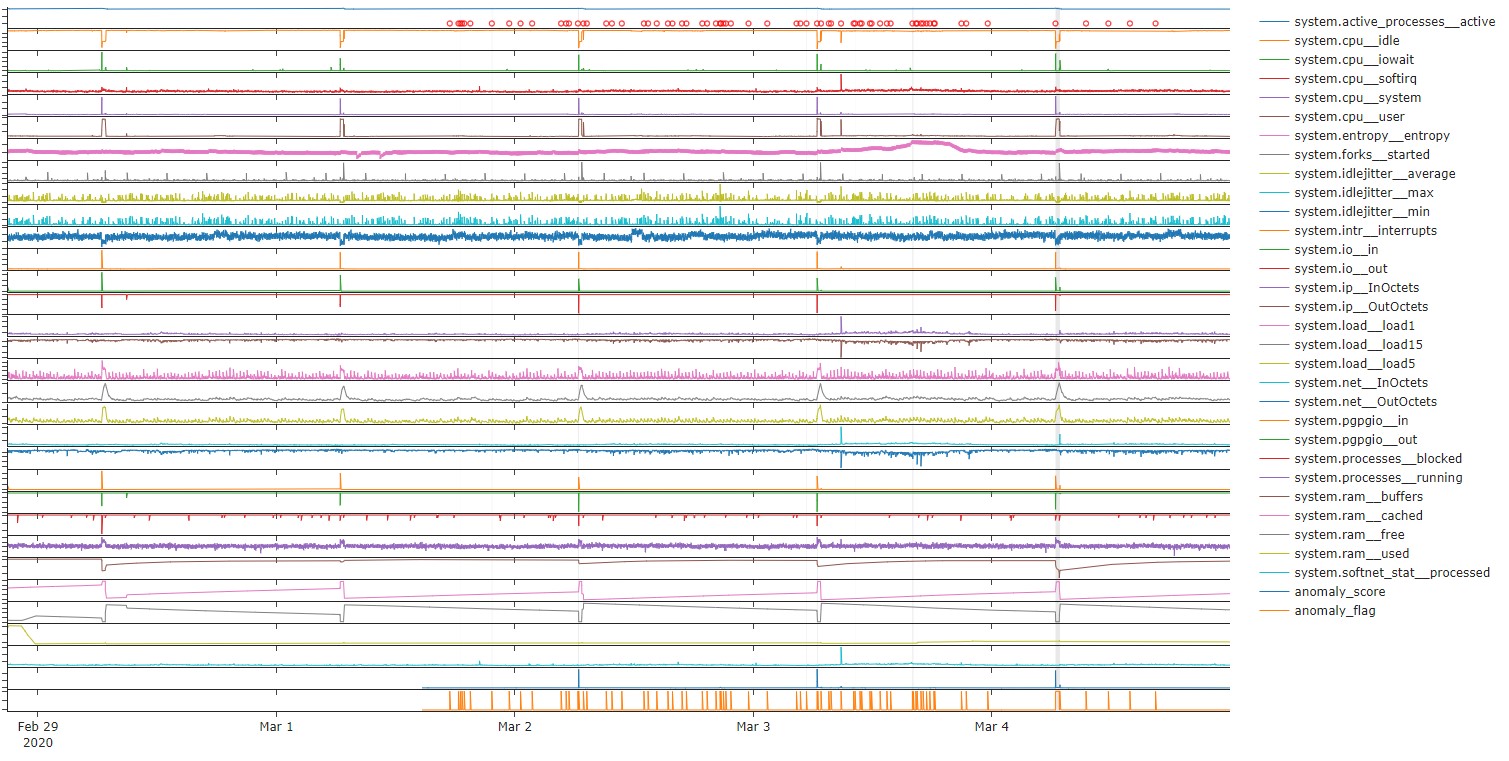 system.active_processes__active
system.cpu__idle
system.cpu__iowait
system.cpu__softirq
system.cpu__system
system.cpu__user
system.entropy__entropy
system.forks__started
system.idlejitter__average
system.idlejitter__max
system.idlejitter__min
system.intr__interrupts
system.io__in
system.io__out
system.ip__InOctets
system.ip__OutOctets
system.load__load1
system.load__load15
system.load__load5
system.net__InOctets
system.net__OutOctets
system.pgpgio__in
system.pgpgio__out
system.processes__blocked
system.processes__running
system.ram__buffers
system.ram__cached
system.ram__free
system.ram__used
system.softnet_stat__processed
anomaly_score
anomaly_flag
Feb 29 Mar 1 Mar 2 Mar 3 Mar 4
2020